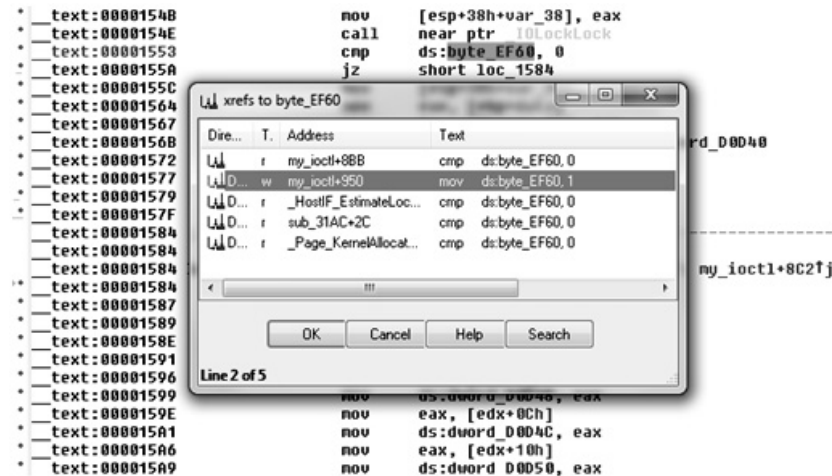 __text:0000154B mov [esp+38h+var_38], eax
__text:0000154E call near ptr _IOLockLock
__text:00001553 cmp ds:byte_EF60, 0
__text:0000155A jz short loc_1584
__text:0000155C
__text:00001564
__text:00001567
__text:0000156B rd_D0D40
__text:00001572
__text:00001577
__text:00001579
__text:0000157F
__text:00001584
__text:00001584
__text:00001584 my_ioctl+8C2↑j
__text:00001584
__text:00001587
__text:00001589
__text:0000158E
__text:00001591
__text:00001596
__text:00001599 mov ds:dword_D0D48, eax
__text:0000159E mov eax, [edx+0Ch]
__text:000015A1 mov ds:dword_D0D4C, eax
__text:000015A6 mov eax, [edx+10h]
__text:000015A9 mov ds:dword_D0D50, eax
xrefs to byte_EF60
Dire... T. Address Text
r my_ioctl+8BB cmp ds:byte_EF60, 0
D... w my_ioctl+950 mov ds:byte_EF60, 1
D... r _HostIF_EstimateLoc... cmp ds:byte_EF60, 0
D... r sub_31AC+2C cmp ds:byte_EF60, 0
D... r _Page_KernelAllocat... cmp ds:byte_EF60, 0
OK Cancel Help Search
Line 2 of 5